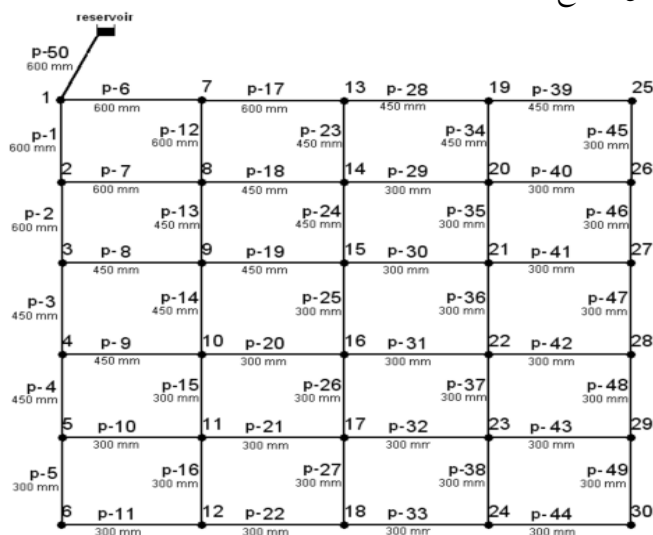 reservoir
p-50
600 mm
1 p-6 7 p-17 13 p-28 19 p-39 25
600 mm 600 mm 450 mm 450 mm
p-1 p-12 p-23 p-34 p-45
600 mm 600 mm 450 mm 450 mm 300 mm
2 p-7 8 p-18 14 p-29 20 p-40 26
600 mm 450 mm 300 mm 300 mm
p-2 p-13 p-24 p-35 p-46
600 mm 450 mm 450 mm 300 mm 300 mm
3 p-8 9 p-19 15 p-30 21 p-41 27
450 mm 450 mm 300 mm 300 mm
p-3 p-14 p-25 p-36 p-47
450 mm 450 mm 300 mm 300 mm 300 mm
4 p-9 10 p-20 16 p-31 22 p-42 28
450 mm 300 mm 300 mm 300 mm
p-4 p-15 p-26 p-37 p-48
450 mm 300 mm 300 mm 300 mm 300 mm
5 p-10 11 p-21 17 p-32 23 p-43 29
300 mm 300 mm 300 mm 300 mm
p-5 p-16 p-27 p-38 p-49
300 mm 300 mm 300 mm 300 mm 300 mm
6 p-11 12 p-22 18 p-33 24 p-44 30
300 mm 300 mm 300 mm 300 mm